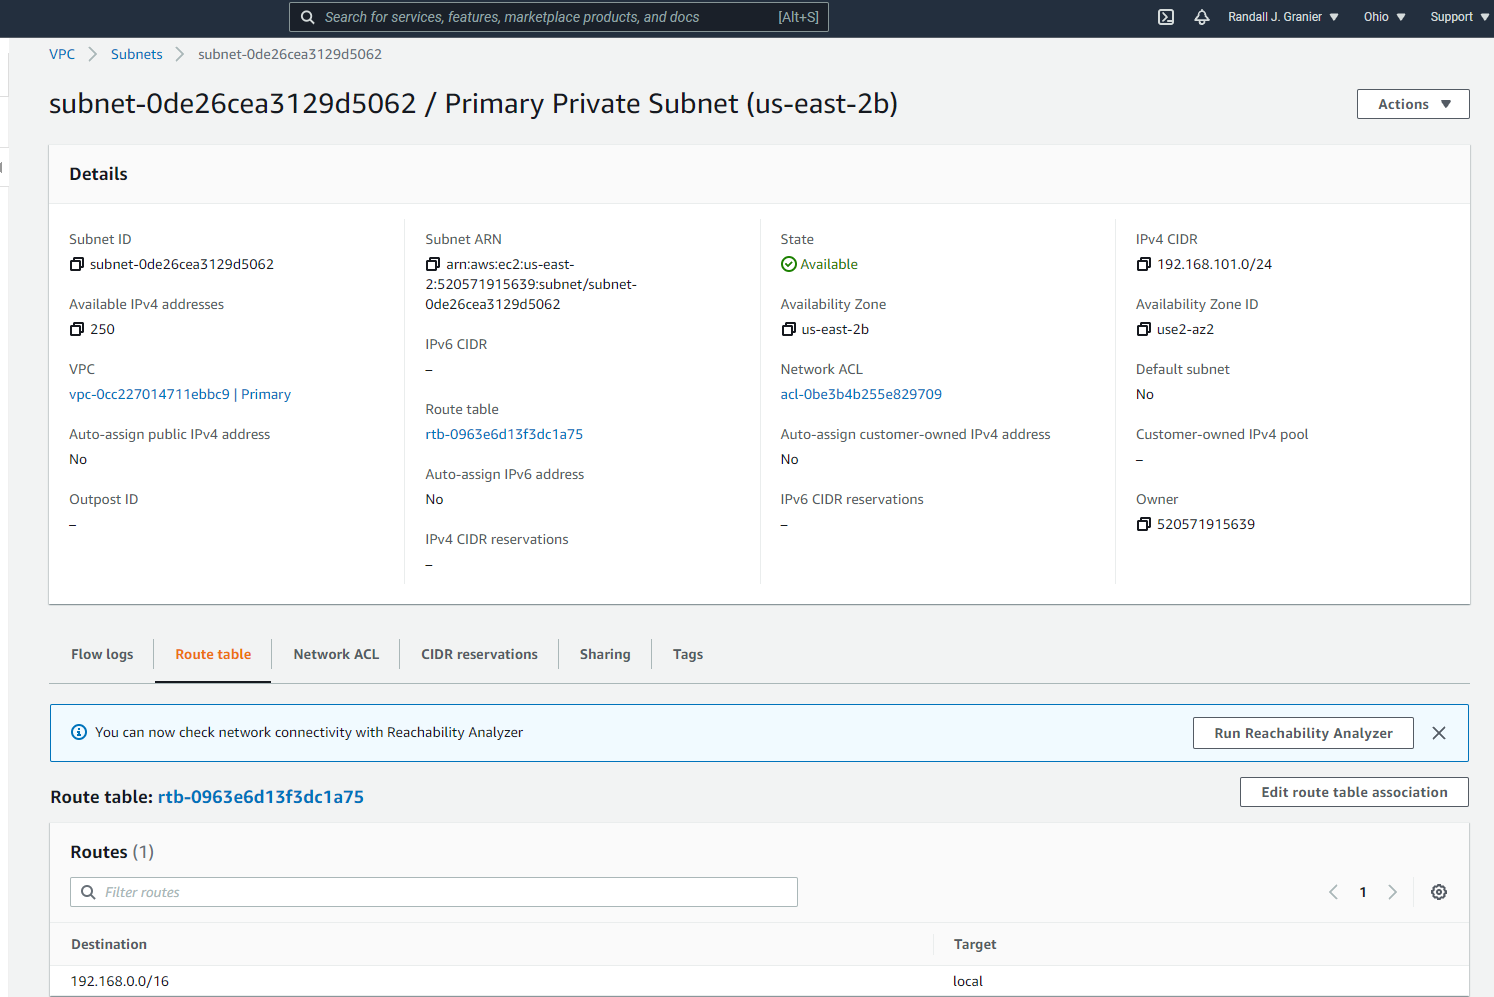 Search for services, features, marketplace products, and docs [Alt+S] Randall J. Granier Ohio Support
VPC Subnets subnet-0de26cea3129d5062
subnet-0de26cea3129d5062 / Primary Private Subnet (us-east-2b)
Actions
Details
Subnet ID
subnet-0de26cea3129d5062
Available IPv4 addresses
250
VPC
vpc-0cc227014711ebbc9 | Primary
Auto-assign public IPv4 address
No
Outpost ID
–
Subnet ARN
arn:aws:ec2:us-east-
2:520571915639:subnet/subnet-
0de26cea3129d5062
IPv6 CIDR
–
Route table
rtb-0963e6d13f3dc1a75
Auto-assign IPv6 address
No
IPv4 CIDR reservations
–
State
Available
Availability Zone
us-east-2b
Network ACL
acl-0be3b4b255e829709
Auto-assign customer-owned IPv4 address
No
IPv6 CIDR reservations
–
IPv4 CIDR
192.168.101.0/24
Availability Zone ID
use2-az2
Default subnet
No
Customer-owned IPv4 pool
–
Owner
520571915639
Flow logs Route table Network ACL CIDR reservations Sharing Tags
You can now check network connectivity with Reachability Analyzer
Run Reachability Analyzer
Route table: rtb-0963e6d13f3dc1a75
Edit route table association
Routes (1)
Filter routes
1
Destination Target
192.168.0.0/16 local